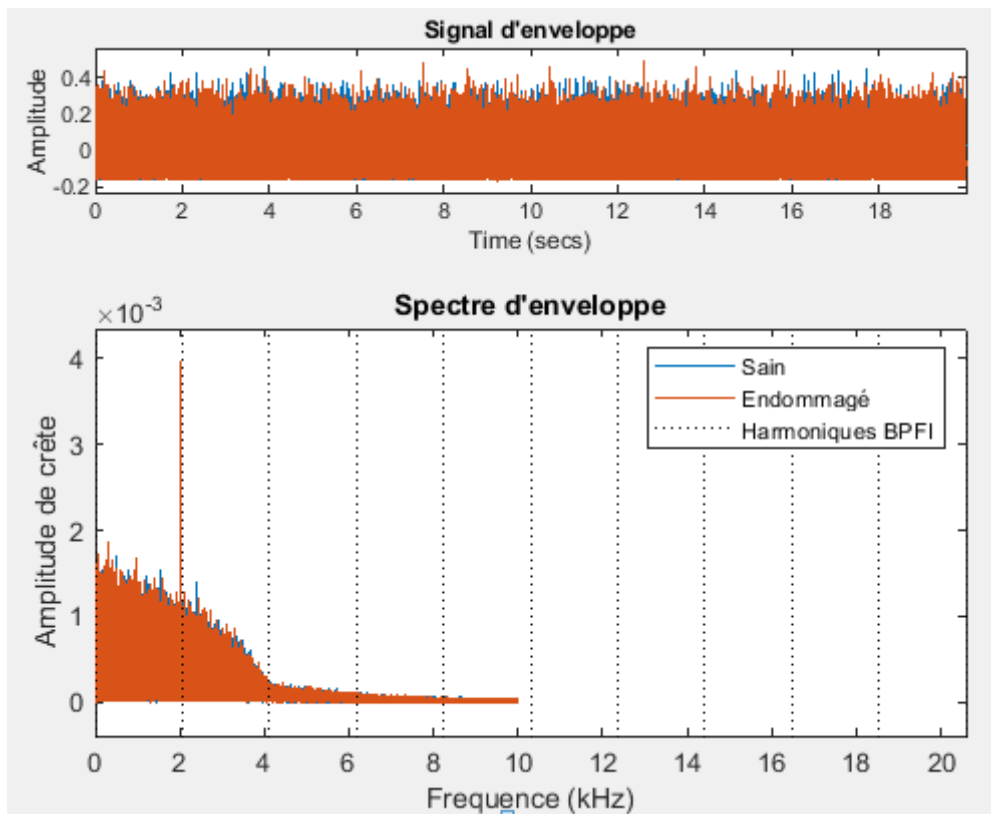 Signal d'enveloppe
Amplitude
0.4
0.2
0
-0.2
0 2 4 6 8 10 12 14 16 18
Time (secs)
Spectre d'enveloppe
×10-3
Amplitude de crête
4
3
2
1
0
Sain
Endommagé
Harmoniques BPFI
0 2 4 6 8 10 12 14 16 18 20
Frequence (kHz)